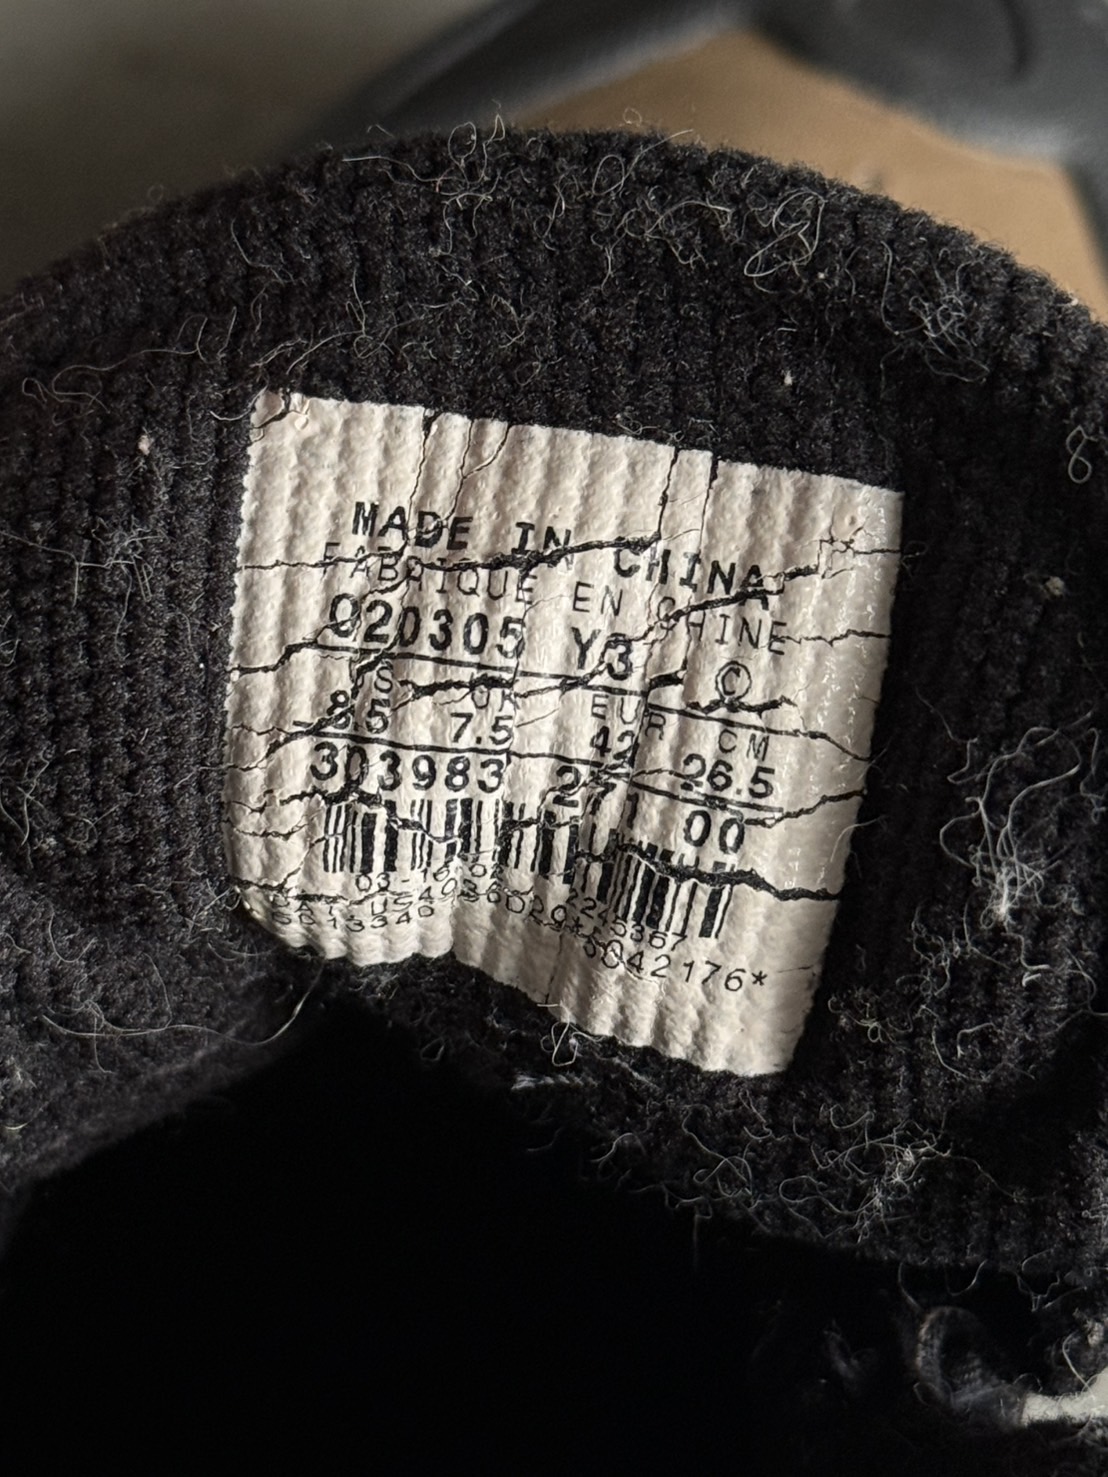 MADE IN CHINA
FABRIQUE EN CHINE
020305 Y3 ©
US UK EUR CM
8.5 7.5 42 26.5
303983 271 00